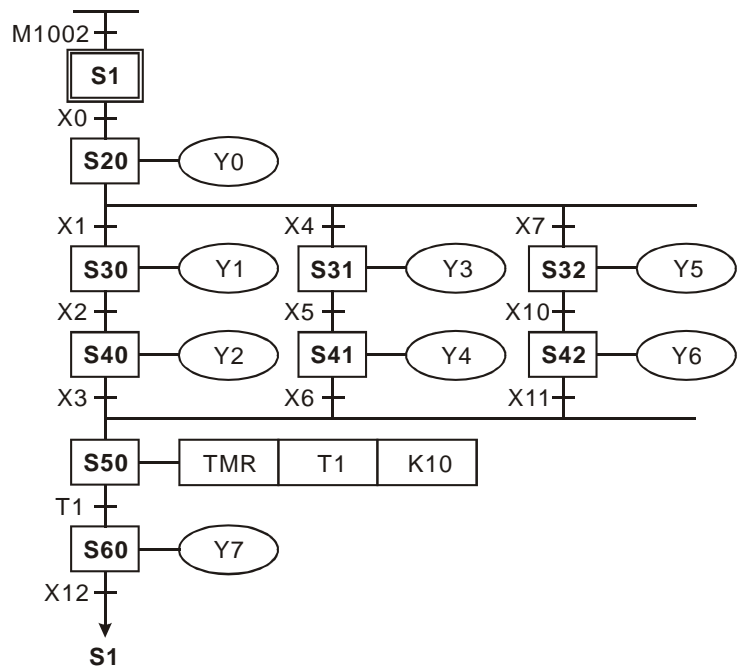 M1002
S1
X0
S20 Y0
X1 X4 X7
S30 Y1 S31 Y3 S32 Y5
X2 X5 X10
S40 Y2 S41 Y4 S42 Y6
X3 X6 X11
S50 TMR T1 K10
T1
S60 Y7
X12
S1